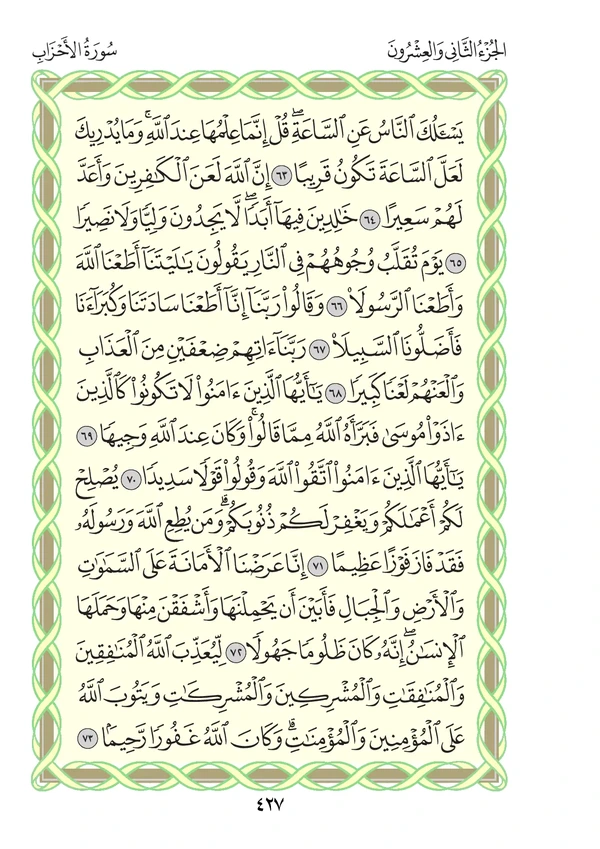 الجُزْءُ الثَّانِي وَالعِشْرُونَ
سُورَةُ الأَحْزَابِ
يَسْـَٔلُكَ ٱلنَّاسُ عَنِ ٱلسَّاعَةِۖ قُلْ إِنَّمَا عِلْمُهَا عِندَ ٱللَّهِۚ وَمَا يُدْرِيكَ
لَعَلَّ ٱلسَّاعَةَ تَكُونُ قَرِيبًا ٦٣ إِنَّ ٱللَّهَ لَعَنَ ٱلْكَٰفِرِينَ وَأَعَدَّ
لَهُمْ سَعِيرًا ٦٤ خَٰلِدِينَ فِيهَآ أَبَدًاۖ لَّا يَجِدُونَ وَلِيًّا وَلَا نَصِيرًا
٦٥ يَوْمَ تُقَلَّبُ وُجُوهُهُمْ فِى ٱلنَّارِ يَقُولُونَ يَٰلَيْتَنَآ أَطَعْنَا ٱللَّهَ
وَأَطَعْنَا ٱلرَّسُولَا۠ ٦٦ وَقَالُوا۟ رَبَّنَآ إِنَّآ أَطَعْنَا سَادَتَنَا وَكُبَرَآءَنَا
فَأَضَلُّونَا ٱلسَّبِيلَا۠ ٦٧ رَبَّنَآ ءَاتِهِمْ ضِعْفَيْنِ مِنَ ٱلْعَذَابِ
وَٱلْعَنْهُمْ لَعْنًا كَبِيرًا ٦٨ يَٰٓأَيُّهَا ٱلَّذِينَ ءَامَنُوا۟ لَا تَكُونُوا۟ كَٱلَّذِينَ
ءَاذَوْا۟ مُوسَىٰ فَبَرَّأَهُ ٱللَّهُ مِمَّا قَالُوا۟ۚ وَكَانَ عِندَ ٱللَّهِ وَجِيهًا ٦٩
يَٰٓأَيُّهَا ٱلَّذِينَ ءَامَنُوا۟ ٱتَّقُوا۟ ٱللَّهَ وَقُولُوا۟ قَوْلًا سَدِيدًا ٧٠ يُصْلِحْ
لَكُمْ أَعْمَٰلَكُمْ وَيَغْفِرْ لَكُمْ ذُنُوبَكُمْۗ وَمَن يُطِعِ ٱللَّهَ وَرَسُولَهُۥ
فَقَدْ فَازَ فَوْزًا عَظِيمًا ٧١ إِنَّا عَرَضْنَا ٱلْأَمَانَةَ عَلَى ٱلسَّمَٰوَٰتِ
وَٱلْأَرْضِ وَٱلْجِبَالِ فَأَبَيْنَ أَن يَحْمِلْنَهَا وَأَشْفَقْنَ مِنْهَا وَحَمَلَهَا
ٱلْإِنسَٰنُۖ إِنَّهُۥ كَانَ ظَلُومًا جَهُولًا ٧٢ لِّيُعَذِّبَ ٱللَّهُ ٱلْمُنَٰفِقِينَ
وَٱلْمُنَٰفِقَٰتِ وَٱلْمُشْرِكِينَ وَٱلْمُشْرِكَٰتِ وَيَتُوبَ ٱللَّهُ
عَلَى ٱلْمُؤْمِنِينَ وَٱلْمُؤْمِنَٰتِۗ وَكَانَ ٱللَّهُ غَفُورًا رَّحِيمًۢا ٧٣
٤٢٧